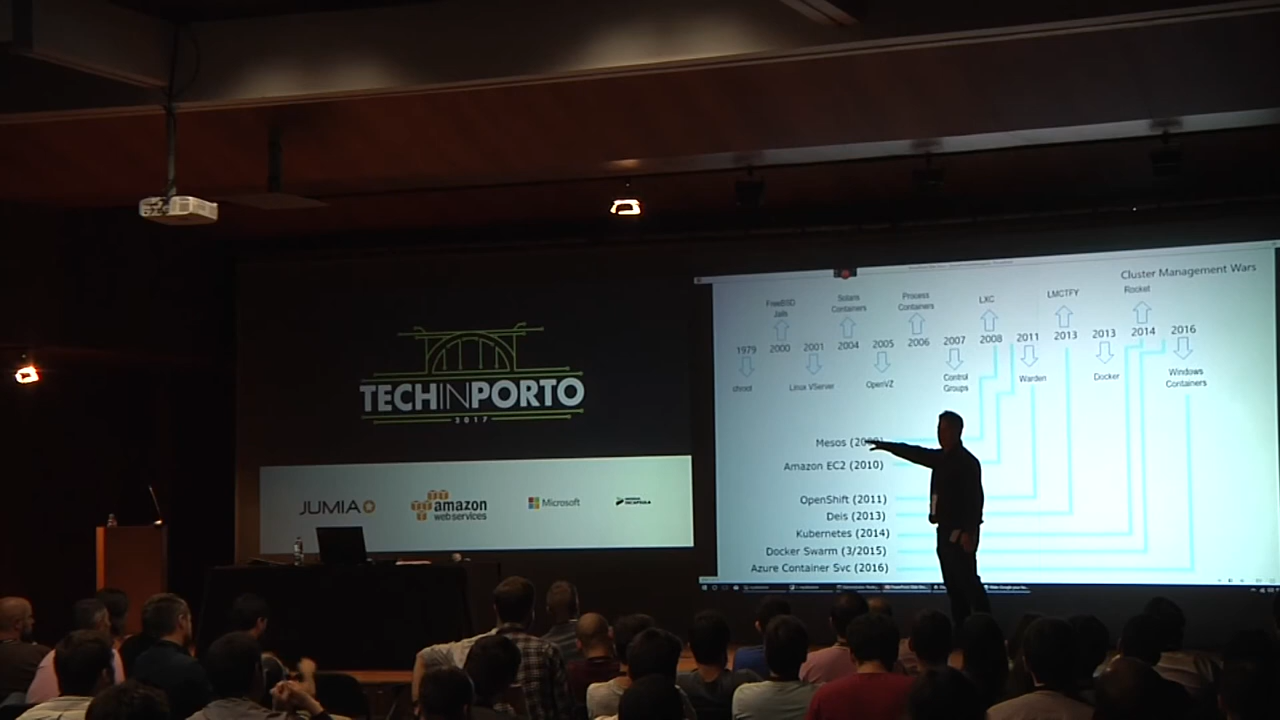 TECHINPORTO
2017
JUMIA
amazon
web services
Microsoft
Cluster Management Wars
FreeBSD
Jails
Solaris
Containers
Process
Containers
LXC
LMCTFY
Rocket
1979
2000
2001
2004
2005
2006
2007
2008
2011
2013
2013
2014
2016
chroot
Linux VServer
OpenVZ
Control
Groups
Warden
Docker
Windows
Containers
Mesos
Amazon EC2 (2010)
OpenShift (2011)
Deis (2013)
Kubernetes (2014)
Docker Swarm (3/2015)
Azure Container Svc (2016)